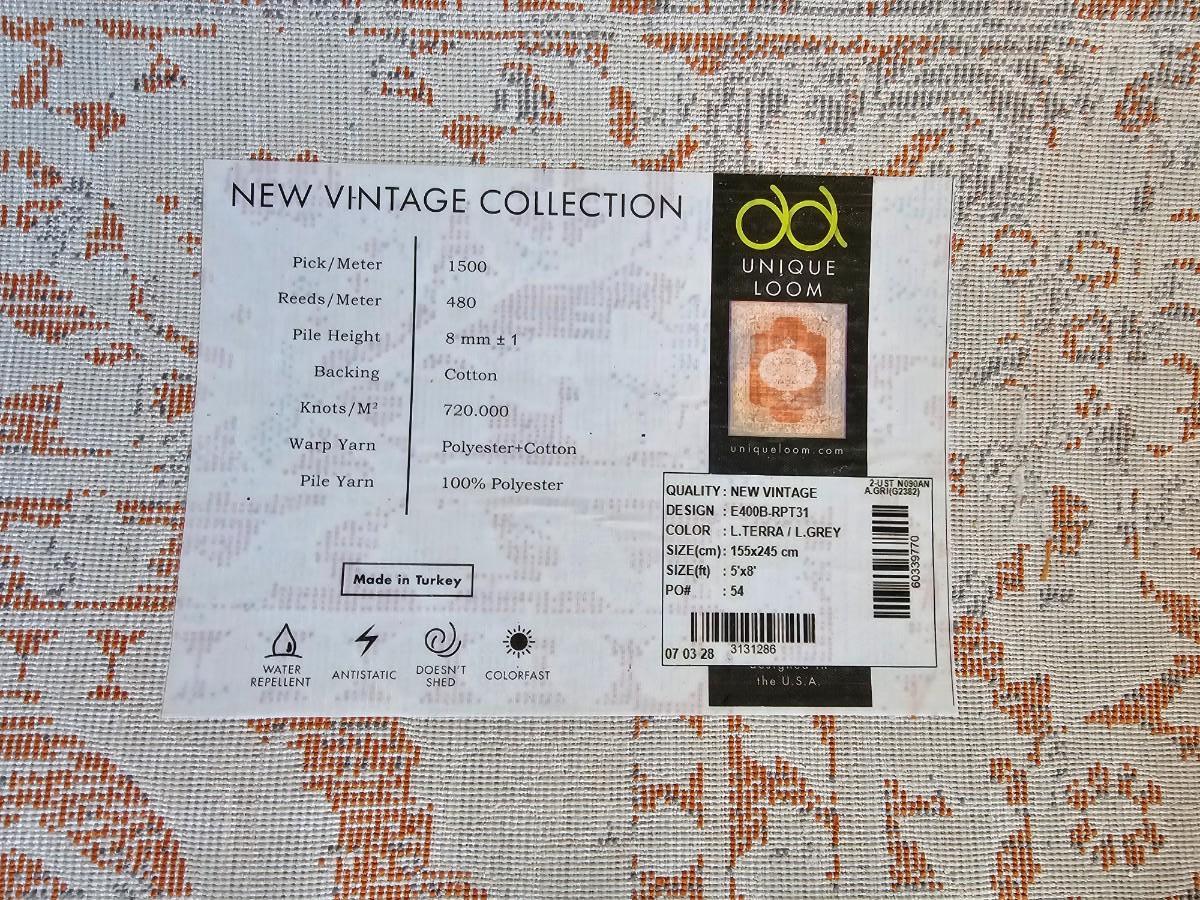 NEW VINTAGE COLLECTION
Pick/Meter 1500
Reeds/Meter 480
Pile Height 8 mm ± 1
Backing Cotton
Knots/M² 720.000
Warp Yarn Polyester+Cotton
Pile Yarn 100% Polyester
Made in Turkey
WATER
REPELLENT
ANTISTATIC
DOESN'T
SHED
COLORFAST
UNIQUE
LOOM
uniqueloom.com
2-UST N090AN
A.GRI(G2382)
QUALITY : NEW VINTAGE
DESIGN : E400B-RPT31
COLOR : L.TERRA / L.GREY
SIZE(cm) : 155x245 cm
SIZE(ft) : 5'x8'
PO# : 54
60339770
07 03 28
3131286
designed in
the U.S.A.